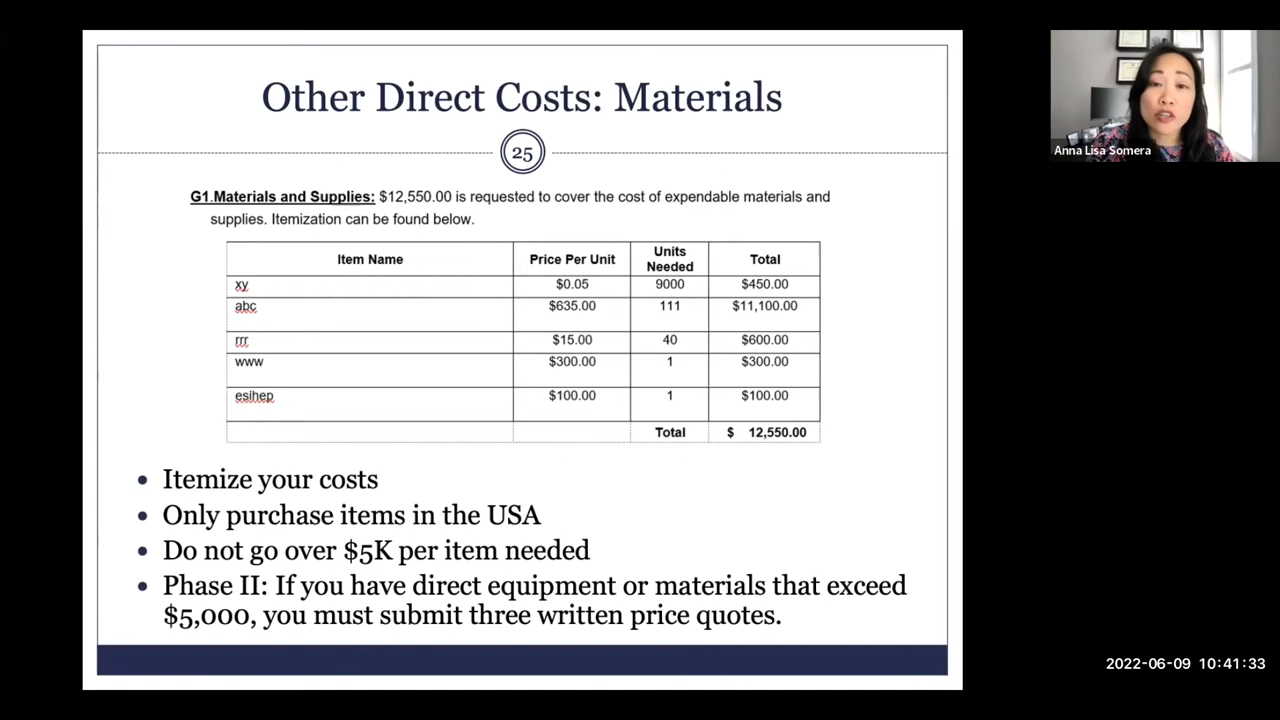 Other Direct Costs: Materials
25
G1.Materials and Supplies: $12,550.00 is requested to cover the cost of expendable materials and
supplies. Itemization can be found below.
Item Name Price Per Unit Units Needed Total
xy $0.05 9000 $450.00
abc $635.00 111 $11,100.00
rrr $15.00 40 $600.00
www $300.00 1 $300.00
esihep $100.00 1 $100.00
Total $ 12,550.00
• Itemize your costs
• Only purchase items in the USA
• Do not go over $5K per item needed
• Phase II: If you have direct equipment or materials that exceed
$5,000, you must submit three written price quotes.
Anna Lisa Somera
2022-06-09 10:41:33